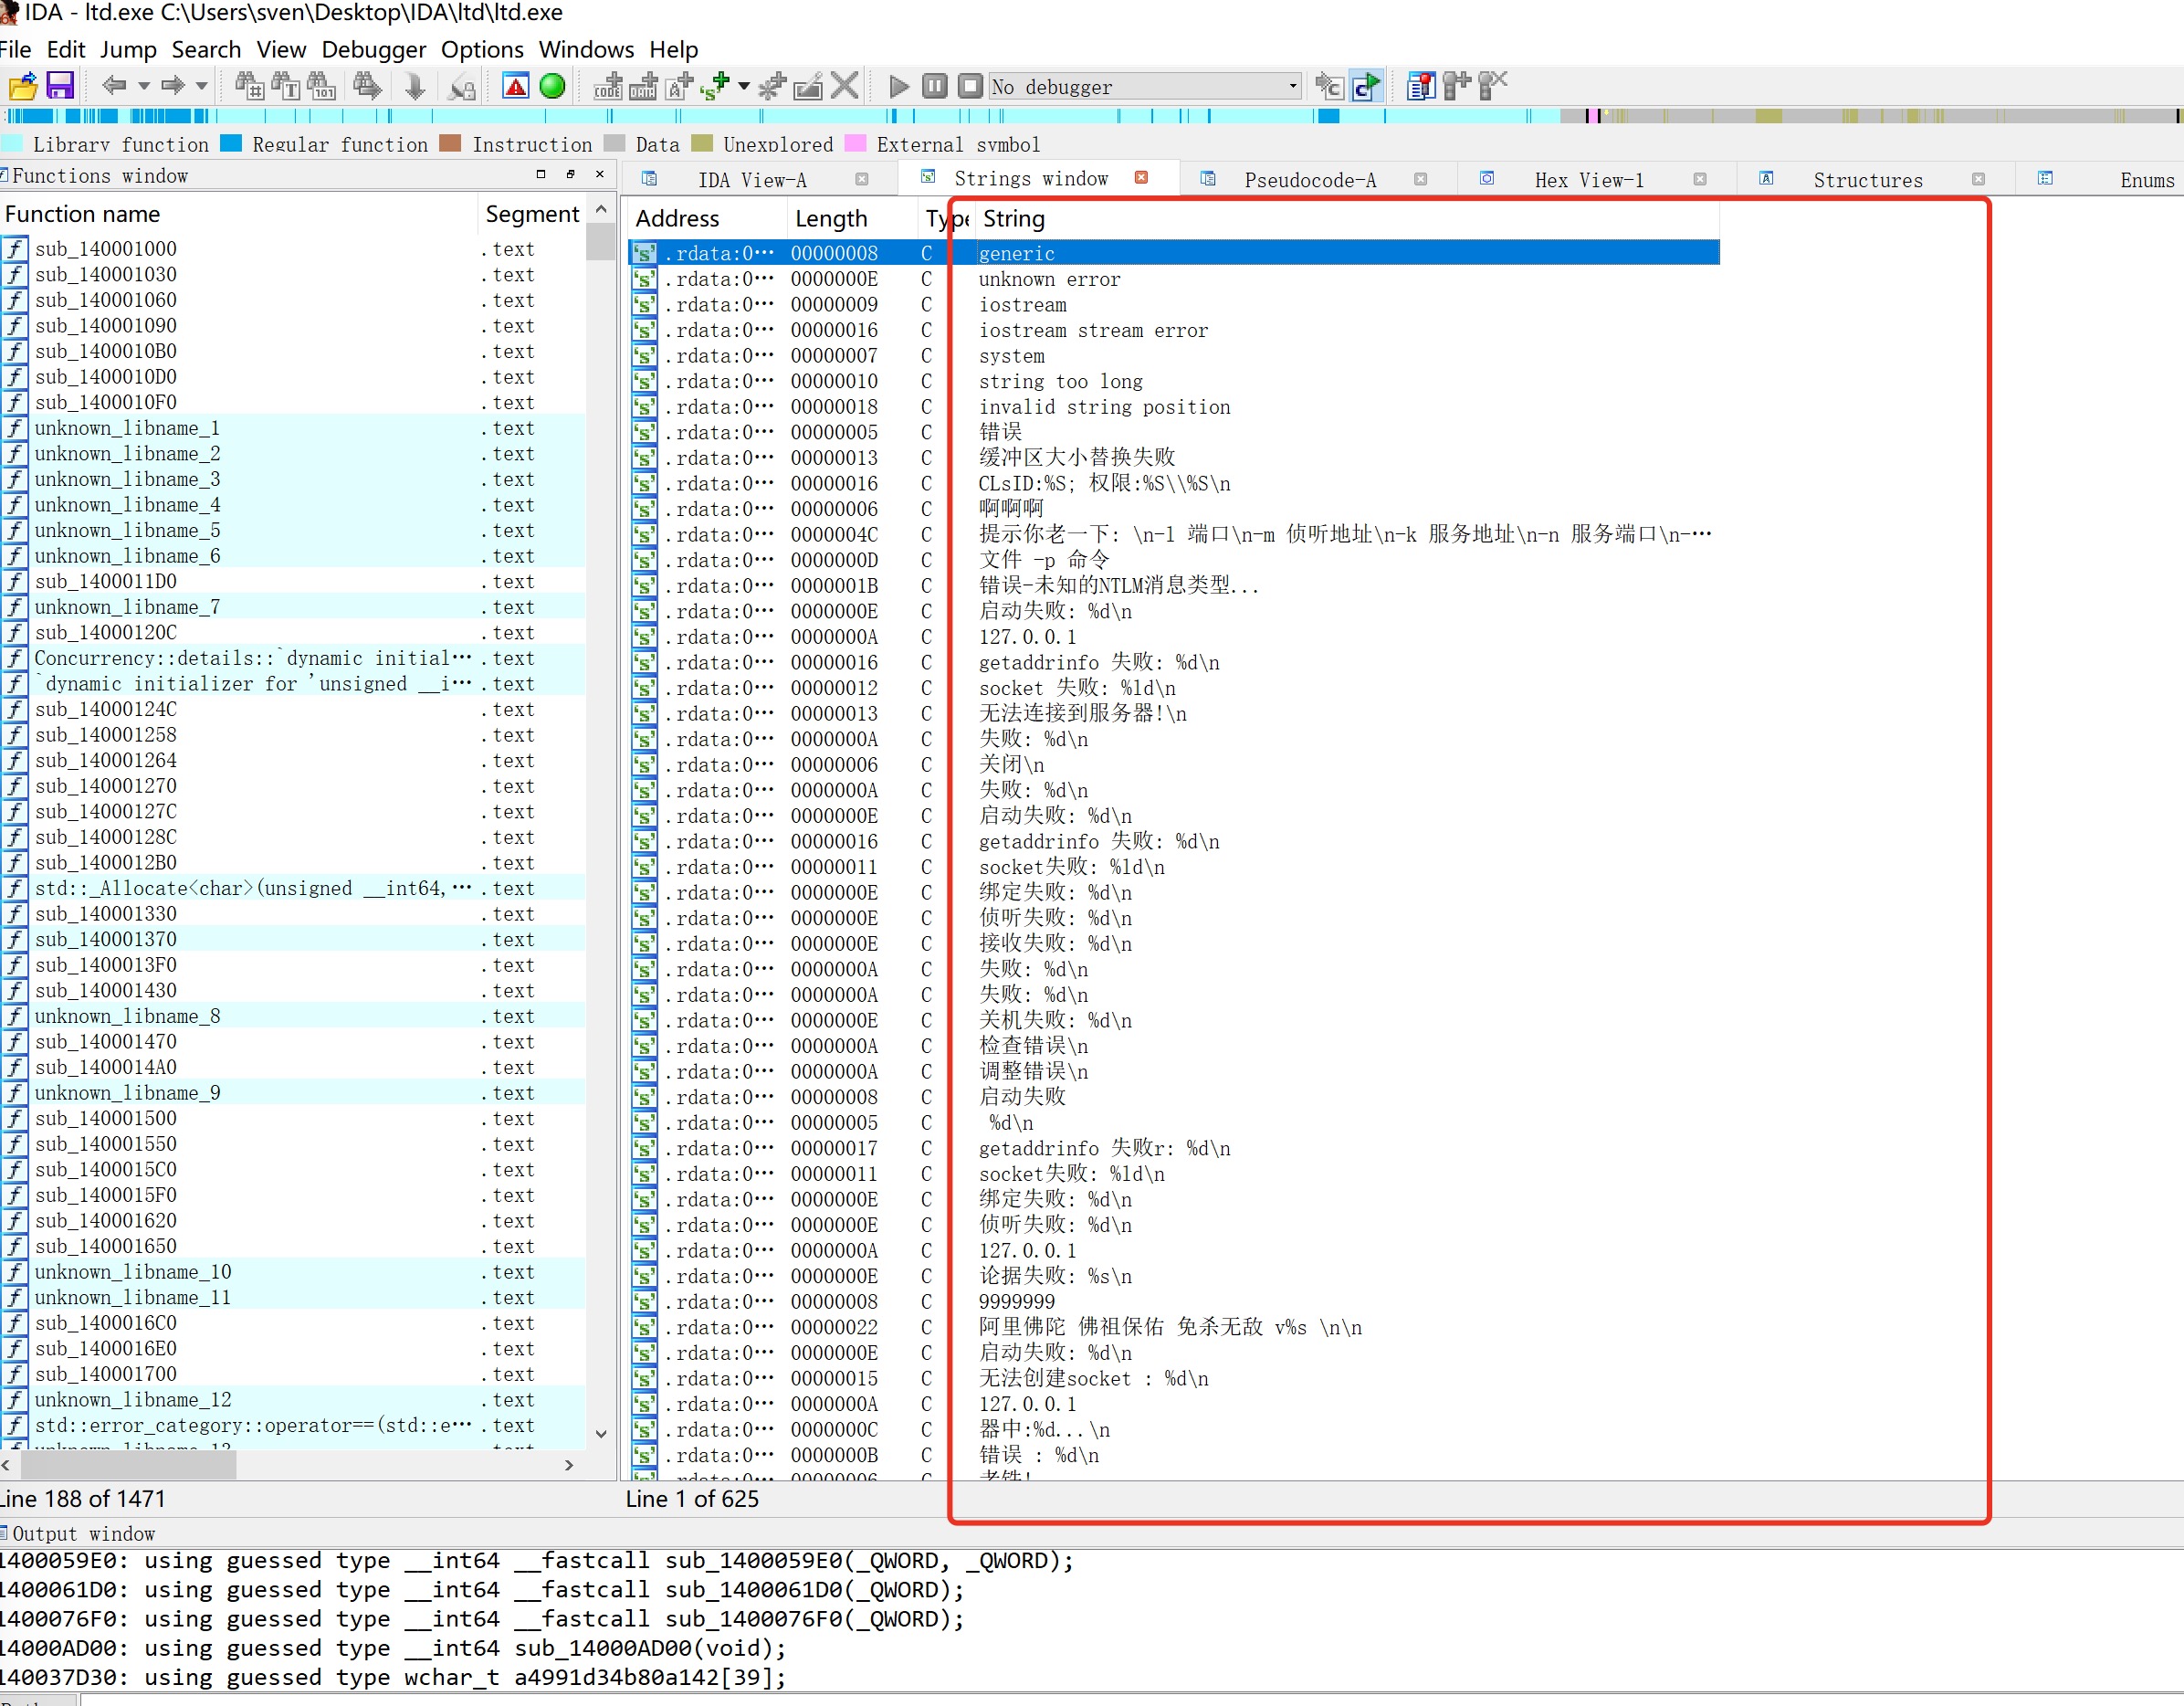 IDA - ltd.exe C:\Users\sven\Desktop\IDA\ltd\ltd.exe
File Edit Jump Search View Debugger Options Windows Help
No debugger
Library function Regular function Instruction Data Unexplored External symbol
Functions window
IDA View-A Strings window Pseudocode-A Hex View-1 Structures Enums
Function name Segment
sub_140001000 .text
sub_140001030 .text
sub_140001060 .text
sub_140001090 .text
sub_1400010B0 .text
sub_1400010D0 .text
sub_1400010F0 .text
unknown_libname_1 .text
unknown_libname_2 .text
unknown_libname_3 .text
unknown_libname_4 .text
unknown_libname_5 .text
unknown_libname_6 .text
sub_1400011D0 .text
unknown_libname_7 .text
sub_14000120C .text
Concurrency::details::`dynamic initial… .text
`dynamic initializer for 'unsigned __i… .text
sub_14000124C .text
sub_140001258 .text
sub_140001264 .text
sub_140001270 .text
sub_14000127C .text
sub_14000128C .text
sub_1400012B0 .text
std::_Allocate<char>(unsigned __int64,… .text
sub_140001330 .text
sub_140001370 .text
sub_1400013F0 .text
sub_140001430 .text
unknown_libname_8 .text
sub_140001470 .text
sub_1400014A0 .text
unknown_libname_9 .text
sub_140001500 .text
sub_140001550 .text
sub_1400015C0 .text
sub_1400015F0 .text
sub_140001620 .text
sub_140001650 .text
unknown_libname_10 .text
unknown_libname_11 .text
sub_1400016C0 .text
sub_1400016E0 .text
sub_140001700 .text
unknown_libname_12 .text
std::error_category::operator==(std::e… .text
Line 188 of 1471
Address Length Type String
.rdata:0… 00000008 C generic
.rdata:0… 0000000E C unknown error
.rdata:0… 00000009 C iostream
.rdata:0… 00000016 C iostream stream error
.rdata:0… 00000007 C system
.rdata:0… 00000010 C string too long
.rdata:0… 00000018 C invalid string position
.rdata:0… 00000005 C 错误
.rdata:0… 00000013 C 缓冲区大小替换失败
.rdata:0… 00000016 C CLsID:%S; 权限:%S\\%S\n
.rdata:0… 00000006 C 啊啊啊
.rdata:0… 0000004C C 提示你老一下: \n-l 端口\n-m 侦听地址\n-k 服务地址\n-n 服务端口\n-…
.rdata:0… 0000000D C 文件 -p 命令
.rdata:0… 0000001B C 错误-未知的NTLM消息类型...
.rdata:0… 0000000E C 启动失败: %d\n
.rdata:0… 0000000A C 127.0.0.1
.rdata:0… 00000016 C getaddrinfo 失败: %d\n
.rdata:0… 00000012 C socket 失败: %ld\n
.rdata:0… 00000013 C 无法连接到服务器!\n
.rdata:0… 0000000A C 失败: %d\n
.rdata:0… 00000006 C 关闭\n
.rdata:0… 0000000A C 失败: %d\n
.rdata:0… 0000000E C 启动失败: %d\n
.rdata:0… 00000016 C getaddrinfo 失败: %d\n
.rdata:0… 00000011 C socket失败: %ld\n
.rdata:0… 0000000E C 绑定失败: %d\n
.rdata:0… 0000000E C 侦听失败: %d\n
.rdata:0… 0000000E C 接收失败: %d\n
.rdata:0… 0000000A C 失败: %d\n
.rdata:0… 0000000A C 失败: %d\n
.rdata:0… 0000000E C 关机失败: %d\n
.rdata:0… 0000000A C 检查错误\n
.rdata:0… 0000000A C 调整错误\n
.rdata:0… 00000008 C 启动失败
.rdata:0… 00000005 C %d\n
.rdata:0… 00000017 C getaddrinfo 失败r: %d\n
.rdata:0… 00000011 C socket失败: %ld\n
.rdata:0… 0000000E C 绑定失败: %d\n
.rdata:0… 0000000E C 侦听失败: %d\n
.rdata:0… 0000000A C 127.0.0.1
.rdata:0… 0000000E C 论据失败: %s\n
.rdata:0… 00000008 C 9999999
.rdata:0… 00000022 C 阿里佛陀 佛祖保佑 免杀无敌 v%s \n\n
.rdata:0… 0000000E C 启动失败: %d\n
.rdata:0… 00000015 C 无法创建socket : %d\n
.rdata:0… 0000000A C 127.0.0.1
.rdata:0… 0000000C C 器中:%d...\n
.rdata:0… 0000000B C 错误 : %d\n
.rdata:0… 00000006 C 老铁!
Line 1 of 625
Output window
1400059E0: using guessed type __int64 __fastcall sub_1400059E0(_QWORD, _QWORD);
1400061D0: using guessed type __int64 __fastcall sub_1400061D0(_QWORD);
1400076F0: using guessed type __int64 __fastcall sub_1400076F0(_QWORD);
14000AD00: using guessed type __int64 sub_14000AD00(void);
140037D30: using guessed type wchar_t a4991d34b80a142[39];